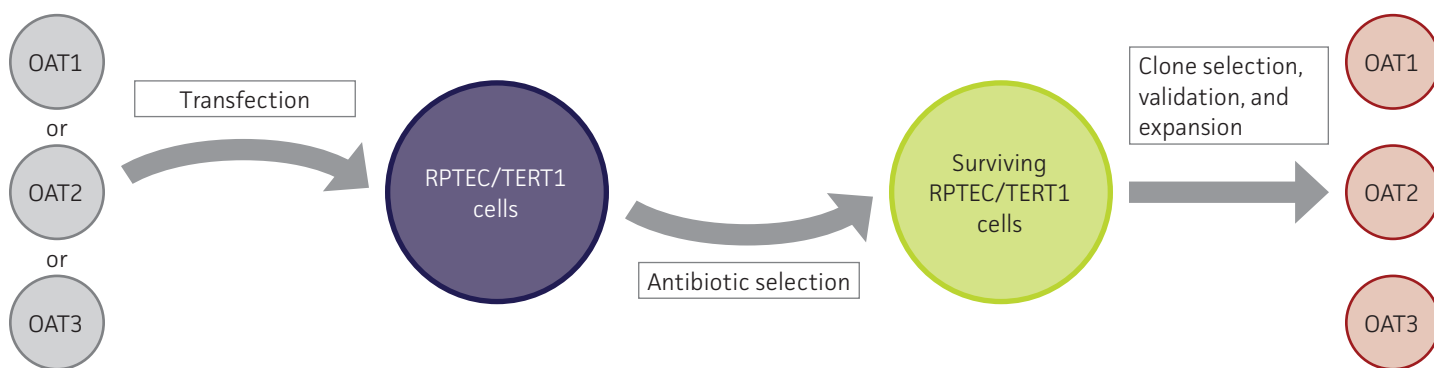 OAT1
or
OAT2
or
OAT3
Transfection
RPTEC/TERT1
cells
Antibiotic selection
Surviving
RPTEC/TERT1
cells
Clone selection,
validation, and
expansion
OAT1
OAT2
OAT3